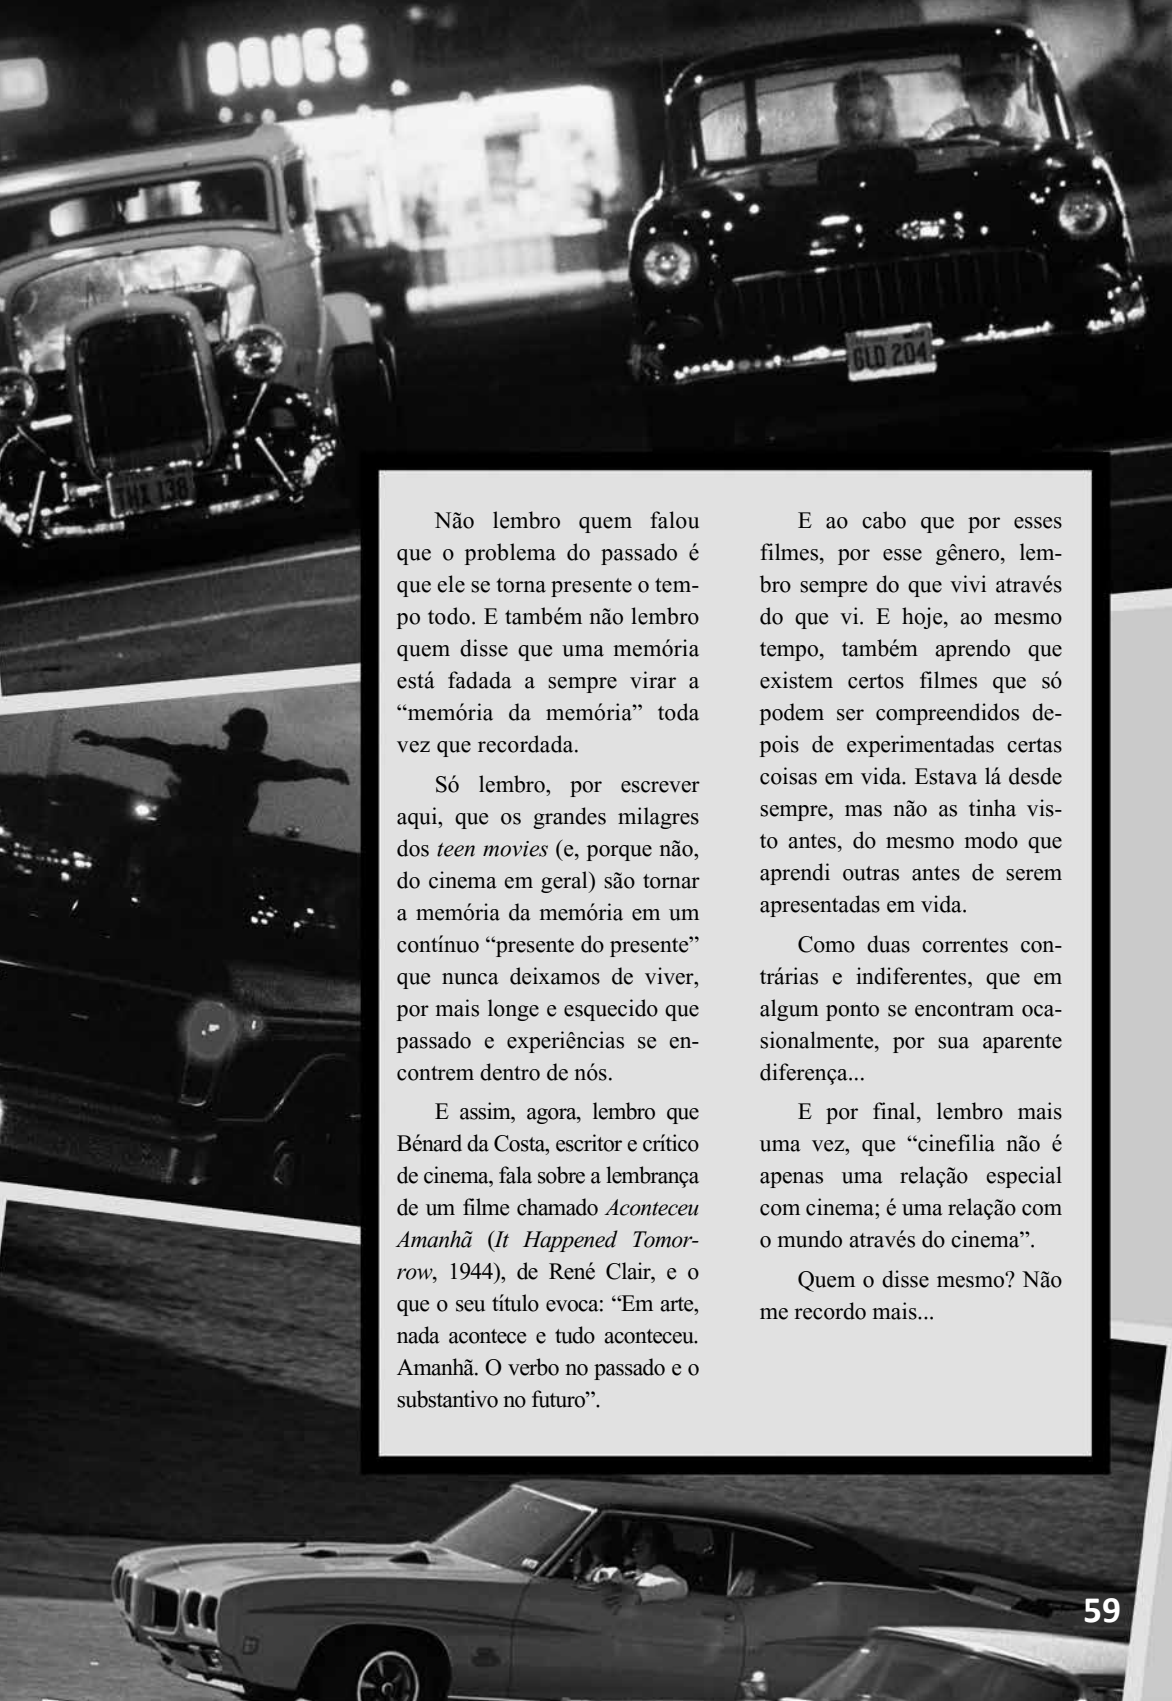 DRUGS
GLD 204
THX 138
Não lembro quem falou
que o problema do passado é
que ele se torna presente o tem-
po todo. E também não lembro
quem disse que uma memória
está fadada a sempre virar a
“memória da memória” toda
vez que recordada.
Só lembro, por escrever
aqui, que os grandes milagres
dos teen movies (e, porque não,
do cinema em geral) são tornar
a memória da memória em um
contínuo “presente do presente”
que nunca deixamos de viver,
por mais longe e esquecido que
passado e experiências se en-
contrem dentro de nós.
E assim, agora, lembro que
Bénard da Costa, escritor e crítico
de cinema, fala sobre a lembrança
de um filme chamado Aconteceu
Amanhã (It Happened Tomor-
row, 1944), de René Clair, e o
que o seu título evoca: “Em arte,
nada acontece e tudo aconteceu.
Amanhã. O verbo no passado e o
substantivo no futuro”.
E ao cabo que por esses
filmes, por esse gênero, lem-
bro sempre do que vivi através
do que vi. E hoje, ao mesmo
tempo, também aprendo que
existem certos filmes que só
podem ser compreendidos de-
pois de experimentadas certas
coisas em vida. Estava lá desde
sempre, mas não as tinha vis-
to antes, do mesmo modo que
aprendi outras antes de serem
apresentadas em vida.
Como duas correntes con-
trárias e indiferentes, que em
algum ponto se encontram oca-
sionalmente, por sua aparente
diferença...
E por final, lembro mais
uma vez, que “cinefilia não é
apenas uma relação especial
com cinema; é uma relação com
o mundo através do cinema”.
Quem o disse mesmo? Não
me recordo mais...
59